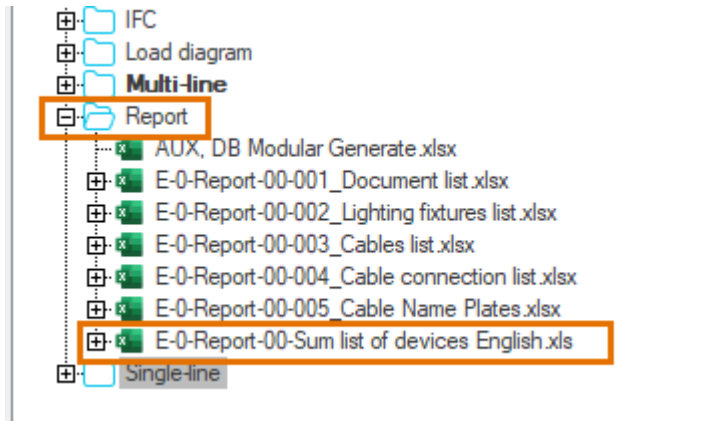 IFC
Load diagram
Multi-line
Report
AUX, DB Modular Generate.xlsx
E-0-Report-00-001_Document list.xlsx
E-0-Report-00-002_Lighting fixtures list.xlsx
E-0-Report-00-003_Cables list.xlsx
E-0-Report-00-004_Cable connection list.xlsx
E-0-Report-00-005_Cable Name Plates.xlsx
E-0-Report-00-Sum list of devices English.xls
Single-line